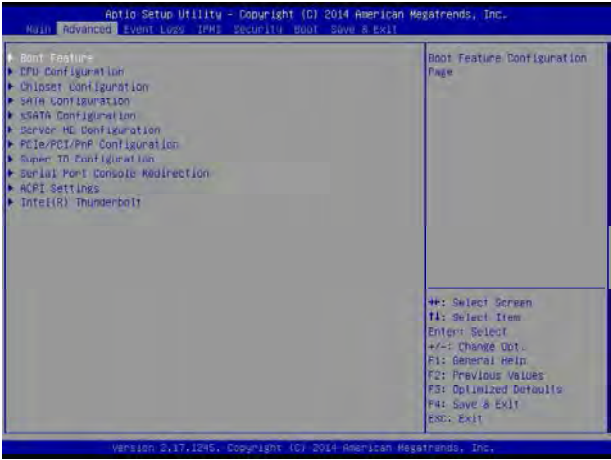 Aptio Setup Utility - Copyright (C) 2014 American Megatrends, Inc.
Main Advanced Event Logs IPMI Security Boot Save & Exit
Boot Feature
CPU Configuration
Chipset Configuration
SATA Configuration
sSATA Configuration
Server ME Configuration
PCIe/PCI/PnP Configuration
Super IO Configuration
Serial Port Console Redirection
ACPI Settings
Intel(R) Thunderbolt
Boot Feature Configuration
Page
↔: Select Screen
↑↓: Select Item
Enter: Select
+/-: Change Opt.
F1: General Help
F2: Previous Values
F3: Optimized Defaults
F4: Save & Exit
ESC: Exit
Version 2.17.1245. Copyright (C) 2014 American Megatrends, Inc.